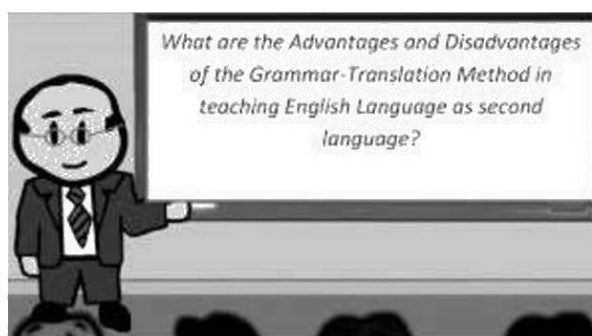 What are the Advantages and Disadvantages
of the Grammar-Translation Method in
teaching English Language as second
language?